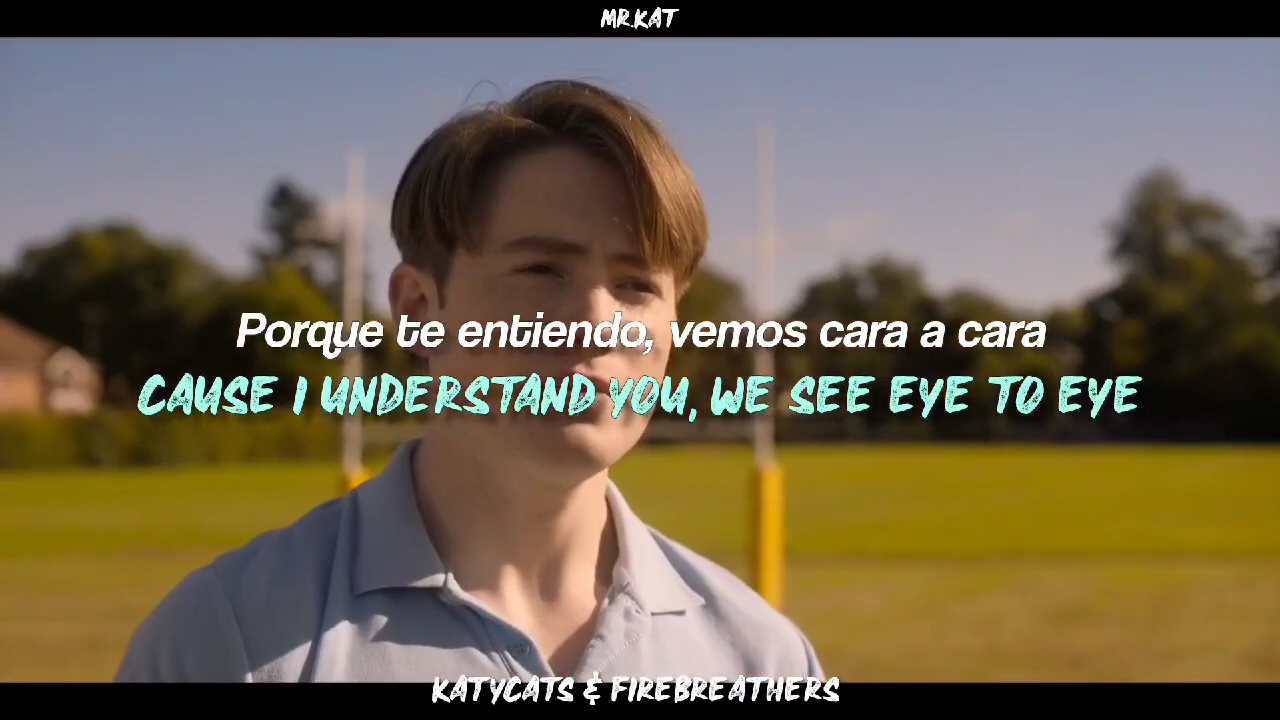 MR.KAT
Porque te entiendo, vemos cara a cara
CAUSE I UNDERSTAND YOU, WE SEE EYE TO EYE
KATYCATS & FIREBREATHERS